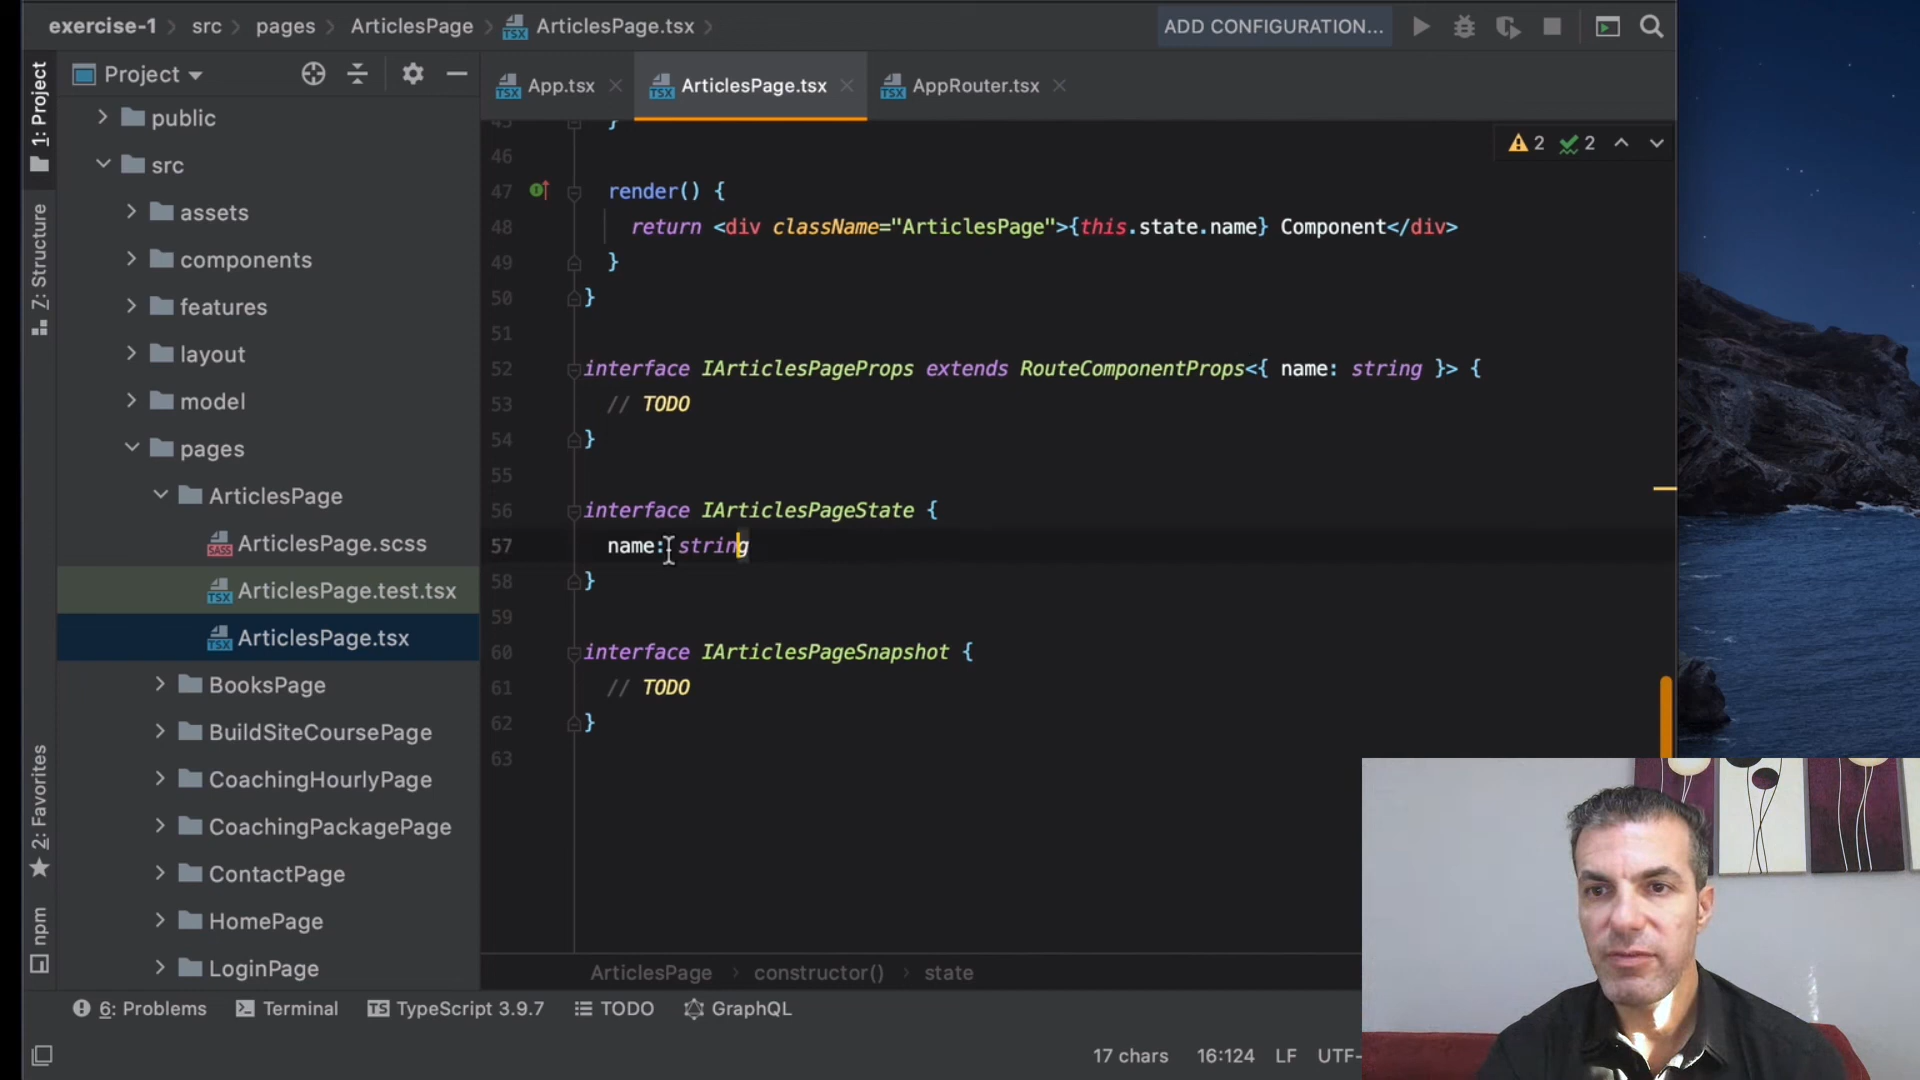 exercise-1 > src > pages > ArticlesPage > ArticlesPage.tsx >
ADD CONFIGURATION...
1: Project
Z: Structure
2: Favorites
npm
Project
public
src
assets
components
features
layout
model
pages
ArticlesPage
ArticlesPage.scss
ArticlesPage.test.tsx
ArticlesPage.tsx
BooksPage
BuildSiteCoursePage
CoachingHourlyPage
CoachingPackagePage
ContactPage
HomePage
LoginPage
App.tsx
ArticlesPage.tsx
AppRouter.tsx
2 2
45 }
46
47 render() {
48 return <div className="ArticlesPage">{this.state.name} Component</div>
49 }
50 }
51
52 interface IArticlesPageProps extends RouteComponentProps<{ name: string }> {
53 // TODO
54 }
55
56 interface IArticlesPageState {
57 name: string
58 }
59
60 interface IArticlesPageSnapshot {
61 // TODO
62 }
63
ArticlesPage > constructor() > state
6: Problems
Terminal
TypeScript 3.9.7
TODO
GraphQL
17 chars 16:124 LF UTF-